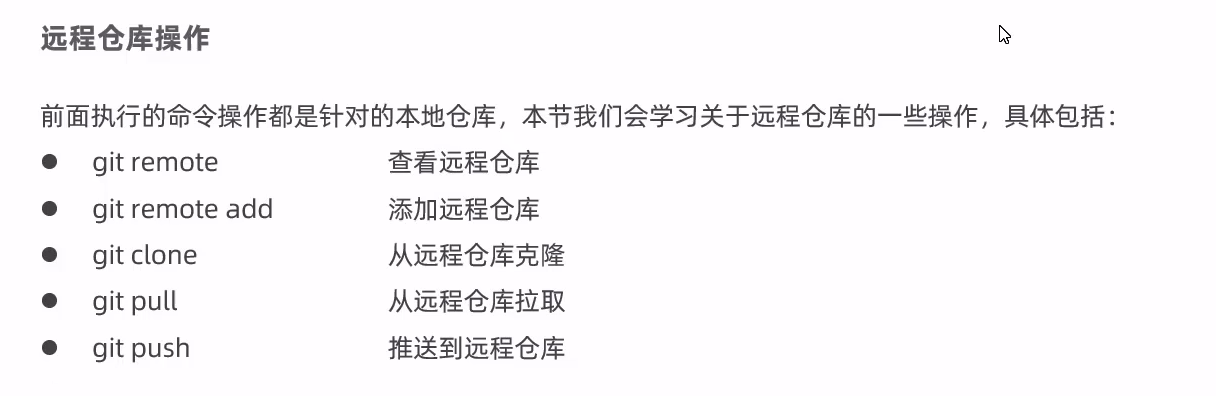 远程仓库操作
前面执行的命令操作都是针对的本地仓库，本节我们会学习关于远程仓库的一些操作，具体包括：
● git remote 查看远程仓库
● git remote add 添加远程仓库
● git clone 从远程仓库克隆
● git pull 从远程仓库拉取
● git push 推送到远程仓库